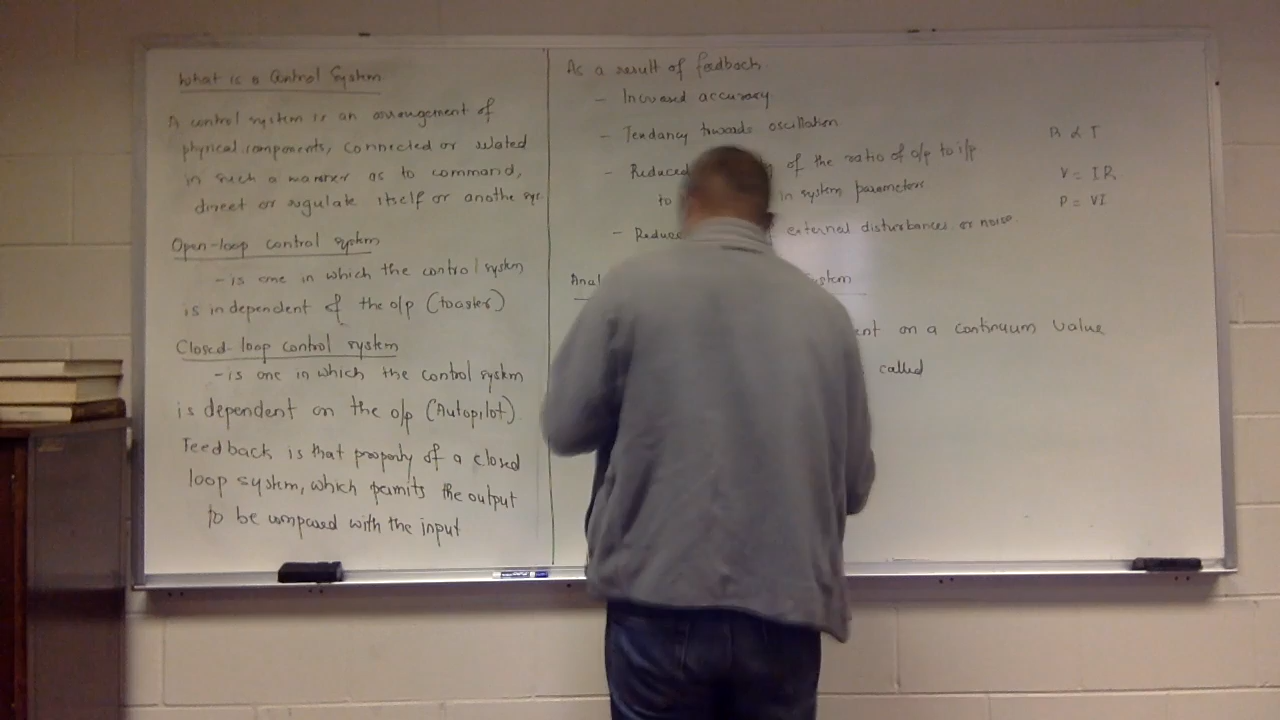 What is a Control System
A control system is an arrangement of
physical components, connected or related
in such a manner as to command,
direct or regulate itself or anothe sys
Open-loop control system
- is one in which the control system
is independent of the o/p (toaster)
Closed-loop control system
- is one in which the control system
is dependent on the o/p (Autopilot)
Feedback is that property of a closed
loop system, which permits the output
to be compared with the input
As a result of feedback
- Increased accuracy
- Tendancy towards oscillation
- Reduced of the ratio of o/p to i/p
to in system parameters
- Reduce external disturbances or noise.
Anal stem
ent on a continuum value
called
R α T
V = IR
P = VI